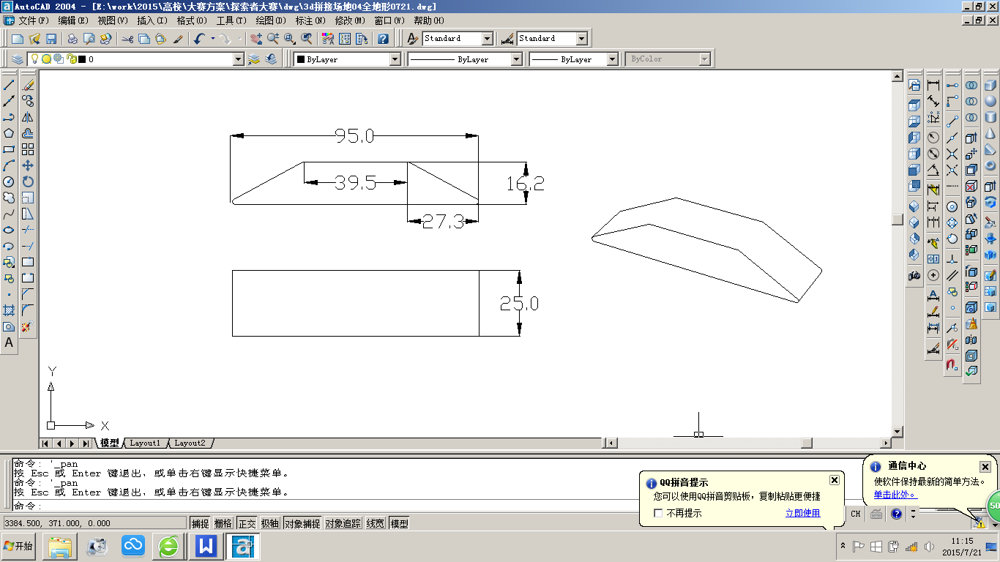 AutoCAD 2004 - [E:\work\2015\高校\大赛方案\探索者大赛\dwg\3d拼接场地04全地形0721.dwg]
文件(F) 编辑(E) 视图(V) 插入(I) 格式(O) 工具(T) 绘图(D) 标注(N) 修改(M) 窗口(W) 帮助(H)
Standard Standard
0 ByLayer ByLayer ByLayer ByColor
95.0
39.5
16.2
27.3
25.0
Y
X
模型 Layout1 Layout2
命令: '_pan
按 Esc 或 Enter 键退出，或单击右键显示快捷菜单。
命令: '_pan
按 Esc 或 Enter 键退出，或单击右键显示快捷菜单。
命令:
QQ拼音提示
您可以使用QQ拼音剪贴板，复制粘贴更便捷
不再提示 立即使用
通信中心
使软件保持最新的简单方法。
单击此处。
CH
50
3384.500, 371.000, 0.000 捕捉 栅格 正交 极轴 对象捕捉 对象追踪 线宽 模型
开始
11:15
2015/7/21